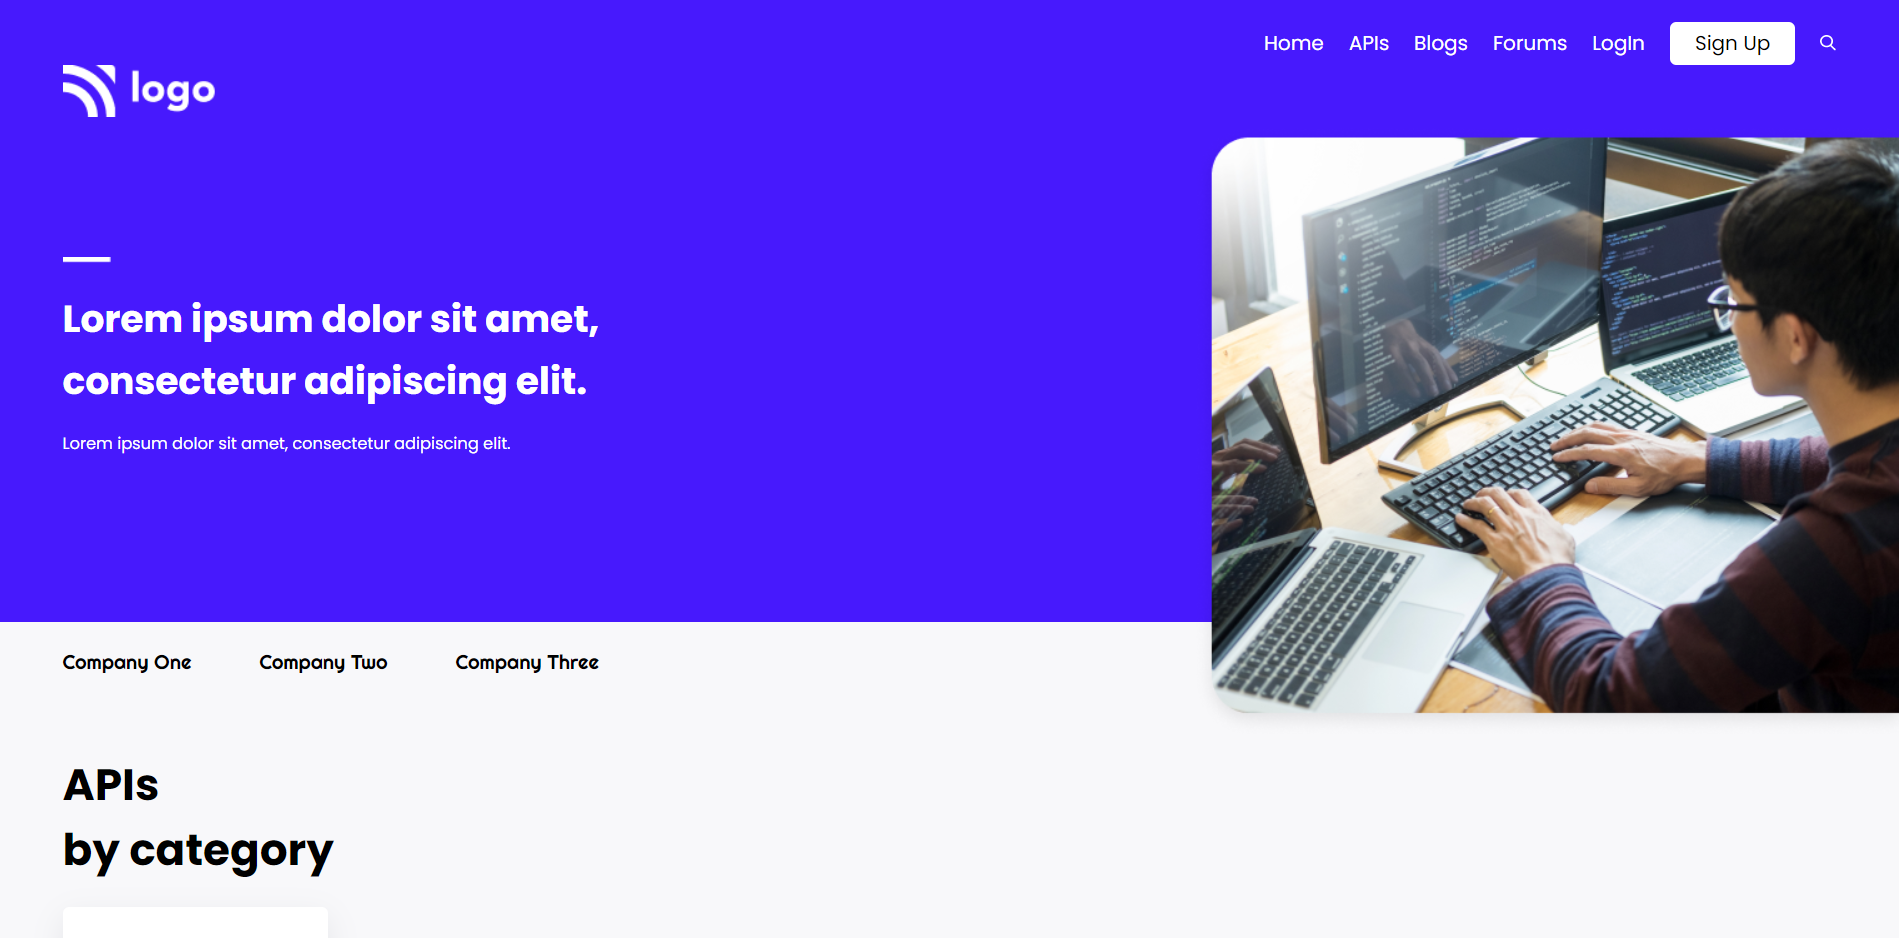 Home APIs Blogs Forums LogIn Sign Up
logo
Lorem ipsum dolor sit amet,
consectetur adipiscing elit.
Lorem ipsum dolor sit amet, consectetur adipiscing elit.
Company One Company Two Company Three
APIs
by category